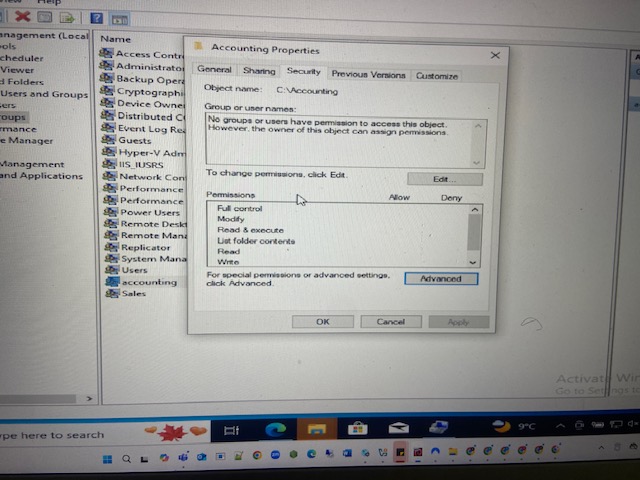 Help
anagement (Local
ools
cheduler
Viewer
d Folders
Users and Groups
sers
roups
rmance
e Manager
Management
and Applications
Name
Access Contr
Administrato
Backup Opera
Cryptographi
Device Owne
Distributed C
Event Log Rea
Guests
Hyper-V Adm
IIS_IUSRS
Network Con
Performance
Performance
Power Users
Remote Deskt
Remote Mana
Replicator
System Mana
Users
accounting
Sales
Accounting Properties
General Sharing Security Previous Versions Customize
Object name: C:\Accounting
Group or user names:
No groups or users have permission to access this object.
However, the owner of this object can assign permissions.
To change permissions, click Edit.
Edit...
Permissions Allow Deny
Full control
Modify
Read & execute
List folder contents
Read
Write
For special permissions or advanced settings,
click Advanced.
Advanced
OK Cancel Apply
Activate Win
Go to Settings to
ype here to search
9°C